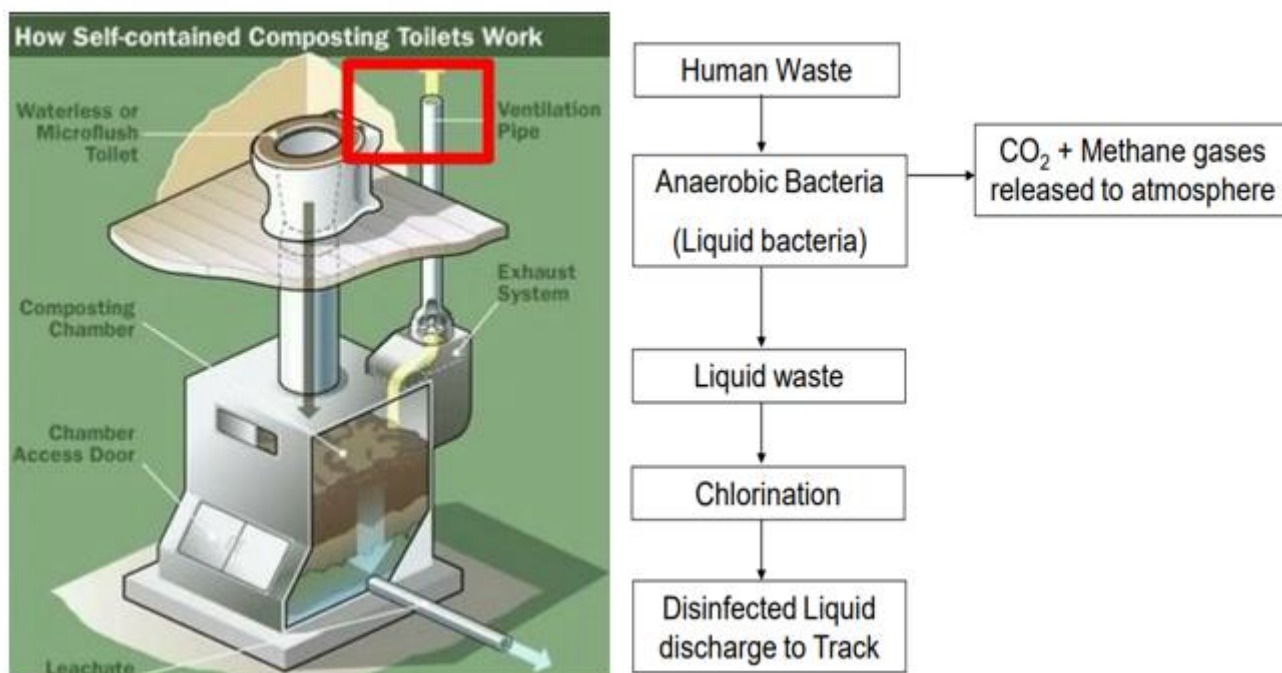 How Self-contained Composting Toilets Work
Waterless or
Microflush
Toilet
Ventilation
Pipe
Exhaust
System
Composting
Chamber
Chamber
Access Door
Leachate
Human Waste
Anaerobic Bacteria
(Liquid bacteria)
CO₂ + Methane gases
released to atmosphere
Liquid waste
Chlorination
Disinfected Liquid
discharge to Track